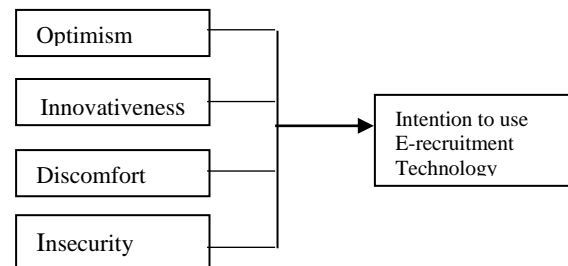 Optimism
Innovativeness
Discomfort
Insecurity
Intention to use
E-recruitment
Technology